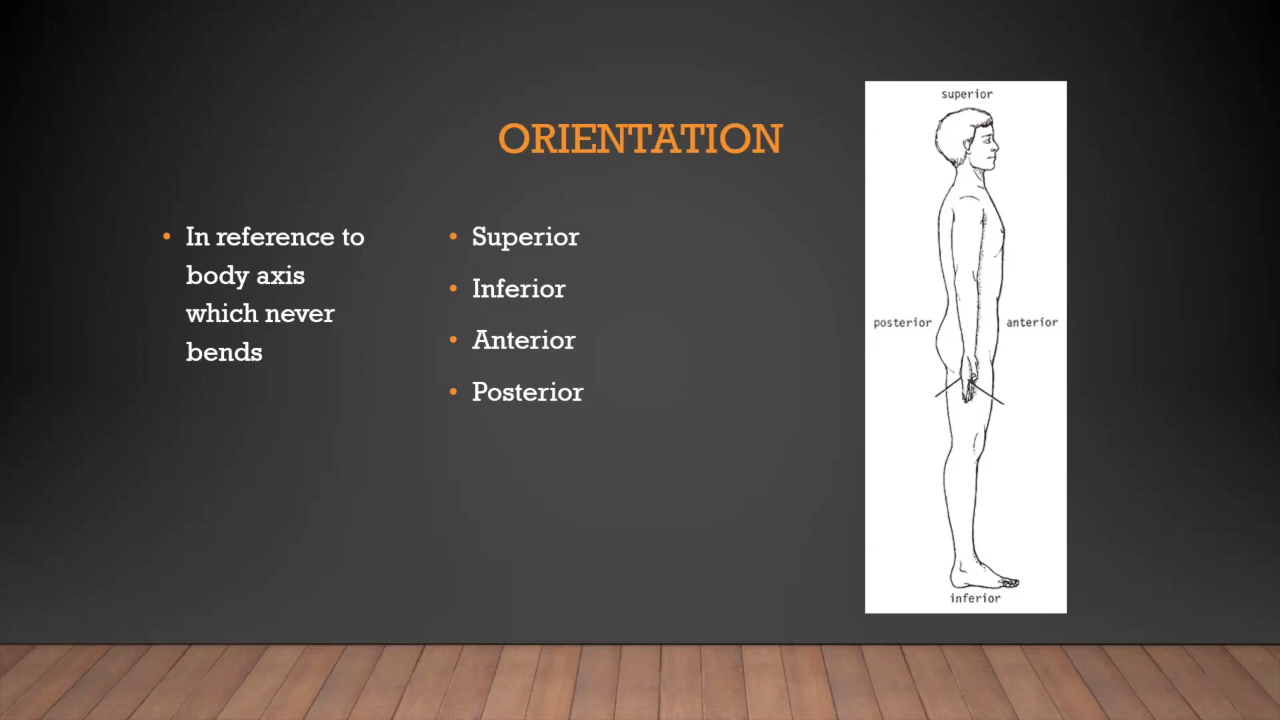 ORIENTATION
• In reference to
body axis
which never
bends
• Superior
• Inferior
• Anterior
• Posterior
superior
posterior
anterior
inferior